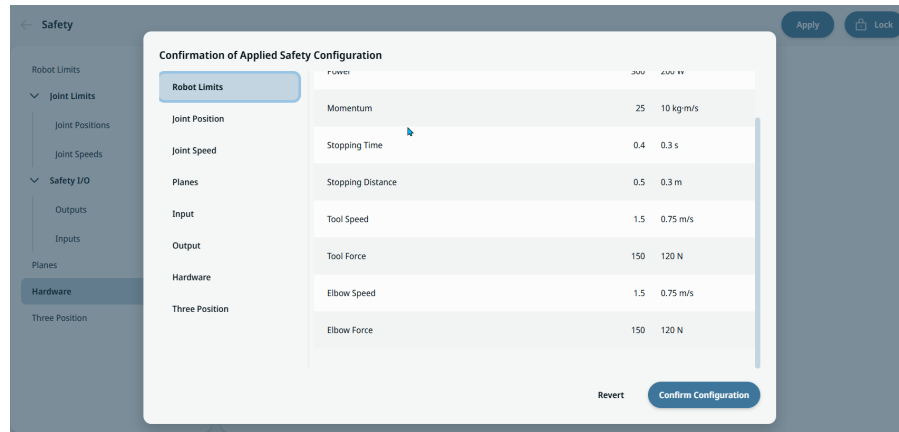 ← Safety
Apply
Lock
Confirmation of Applied Safety Configuration
Robot Limits
Joint Limits
Joint Positions
Joint Speeds
Safety I/O
Outputs
Inputs
Planes
Hardware
Three Position
Robot Limits
Joint Position
Joint Speed
Planes
Input
Output
Hardware
Three Position
Power 300 200 W
Momentum 25 10 kg·m/s
Stopping Time 0.4 0.3 s
Stopping Distance 0.5 0.3 m
Tool Speed 1.5 0.75 m/s
Tool Force 150 120 N
Elbow Speed 1.5 0.75 m/s
Elbow Force 150 120 N
Revert
Confirm Configuration